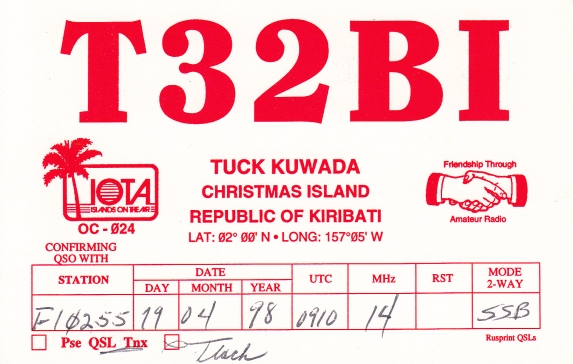 T32BI
IOTA
ISLANDS ON THE AIR
OC - Ø24
TUCK KUWADA
CHRISTMAS ISLAND
REPUBLIC OF KIRIBATI
LAT: Ø2° ØØ' N • LONG: 157°Ø5' W
Friendship Through
Amateur Radio
CONFIRMING
QSO WITH
STATION DATE UTC MHz RST MODE
DAY MONTH YEAR 2-WAY
F1Ø255 19 04 98 0910 14 SSB
Pse QSL Tnx Rusprint QSLs
Tuck